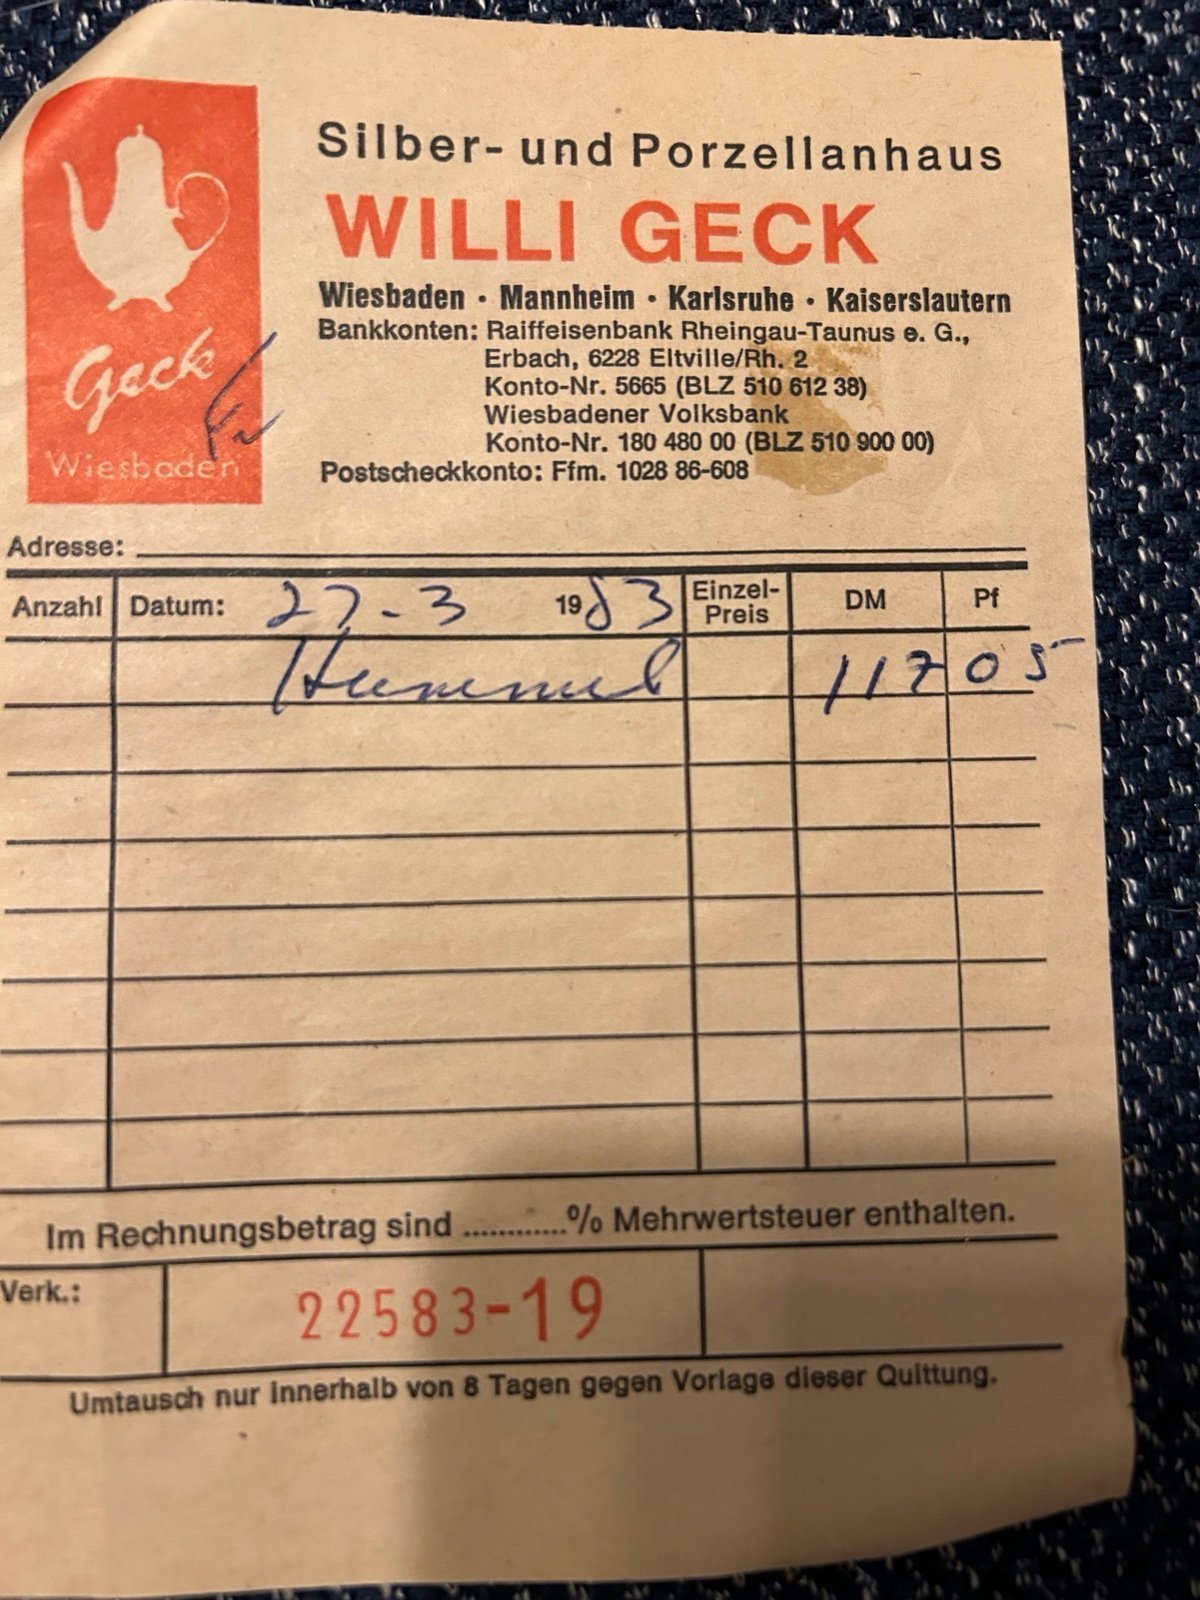 Silber- und Porzellanhaus
WILLI GECK
Wiesbaden · Mannheim · Karlsruhe · Kaiserslautern
Bankkonten: Raiffeisenbank Rheingau-Taunus e. G.,
Erbach, 6228 Eltville/Rh. 2
Konto-Nr. 5665 (BLZ 510 612 38)
Wiesbadener Volksbank
Konto-Nr. 180 480 00 (BLZ 510 900 00)
Postscheckkonto: Ffm. 1028 86-608
Geck
Wiesbaden
Adresse:
Anzahl Datum: 27-3 1983 Einzel-Preis DM Pf
Hummel 117 05
Im Rechnungsbetrag sind ............% Mehrwertsteuer enthalten.
Verk.: 22583-19
Umtausch nur innerhalb von 8 Tagen gegen Vorlage dieser Quittung.